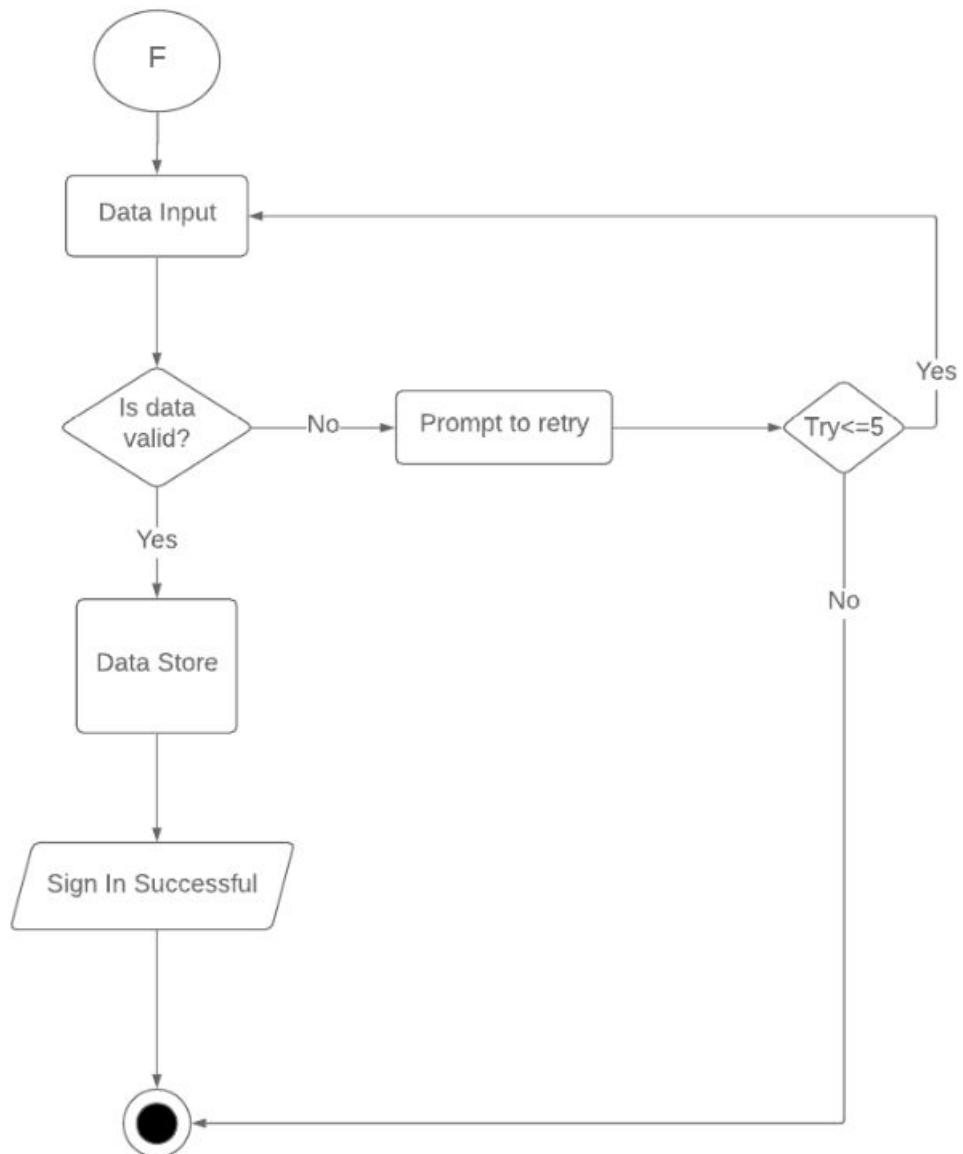 F
Data Input
Yes
Is data
valid?
No
Prompt to retry
Try<=5
Yes
No
Data Store
Sign In Successful